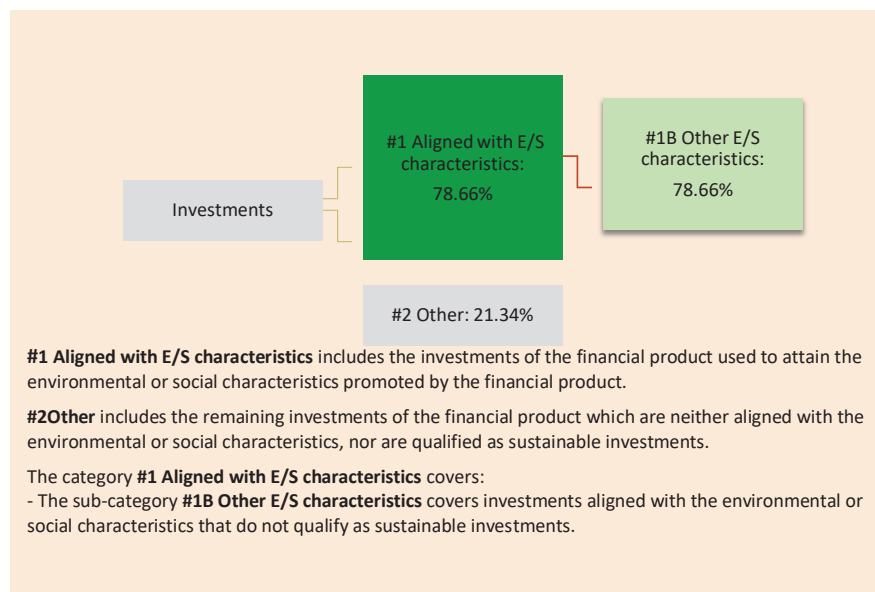 #1 Aligned with E/S
characteristics:
78.66%
#1B Other E/S
characteristics:
78.66%
Investments
#2 Other: 21.34%
#1 Aligned with E/S characteristics includes the investments of the financial product used to attain the
environmental or social characteristics promoted by the financial product.
#2Other includes the remaining investments of the financial product which are neither aligned with the
environmental or social characteristics, nor are qualified as sustainable investments.
The category #1 Aligned with E/S characteristics covers:
- The sub-category #1B Other E/S characteristics covers investments aligned with the environmental or
social characteristics that do not qualify as sustainable investments.